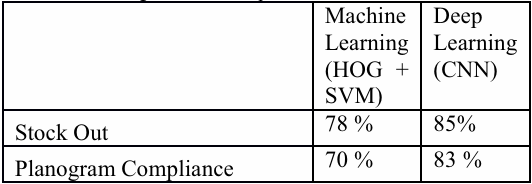 Machine Deep
Learning Learning
(HOG + (CNN)
SVM)
Stock Out 78 % 85%
Planogram Compliance 70 % 83 %